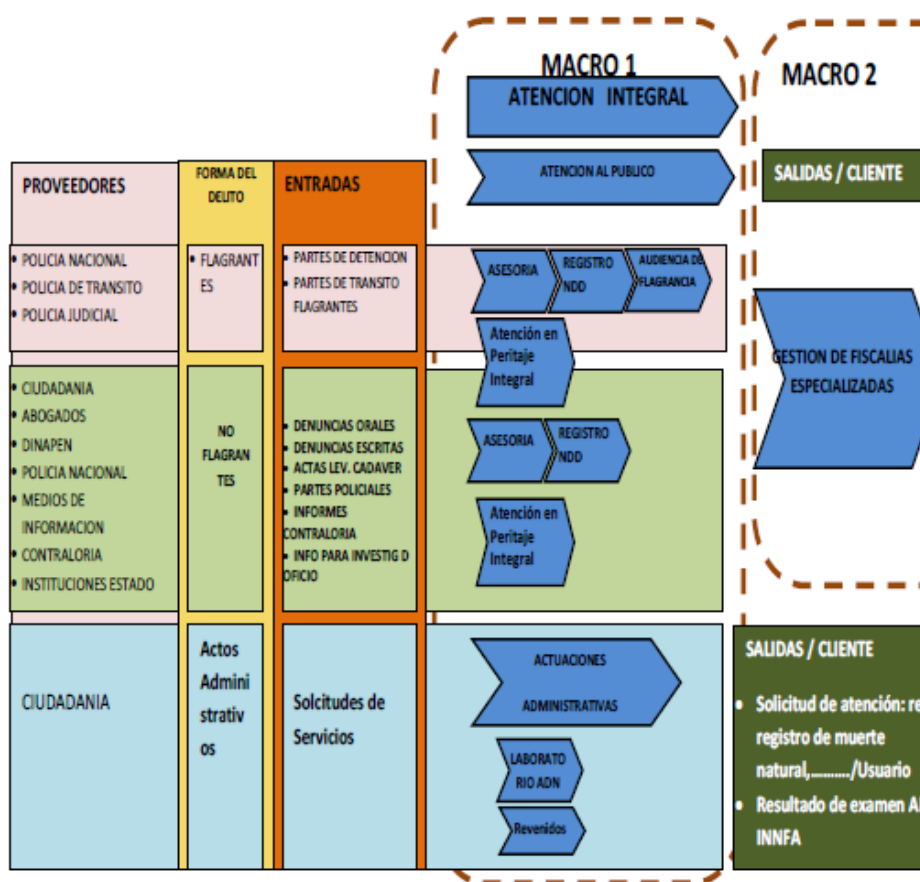 MACRO 1
ATENCION INTEGRAL
MACRO 2
ATENCION AL PUBLICO
PROVEEDORES
FORMA DEL
DELITO
ENTRADAS
SALIDAS / CLIENTE
• POLICIA NACIONAL
• POLICIA DE TRANSITO
• POLICIA JUDICIAL
• FLAGRANT
ES
• PARTES DE DETENCION
• PARTES DE TRANSITO
FLAGRANTES
ASESORIA
REGISTRO
NDD
AUDIENCIA DE
FLAGRANCIA
Atención en
Peritaje
Integral
GESTION DE FISCALIAS
ESPECIALIZADAS
• CIUDADANIA
• ABOGADOS
• DINAPEN
• POLICIA NACIONAL
• MEDIOS DE
INFORMACION
• CONTRALORIA
• INSTITUCIONES ESTADO
NO
FLAGRAN
TES
• DENUNCIAS ORALES
• DENUNCIAS ESCRITAS
• ACTAS LEV. CADAVER
• PARTES POLICIALES
• INFORMES
CONTRALORIA
• INFO PARA INVESTIG D
OFICIO
ASESORIA
REGISTRO
NDD
Atención en
Peritaje
Integral
CIUDADANIA
Actos
Admini
strativ
os
Solcitudes de
Servicios
ACTUACIONES
ADMINISTRATIVAS
LABORATO
RIO ADN
Revenidos
SALIDAS / CLIENTE
• Solicitud de atención: re
registro de muerte
natural,........../Usuario
• Resultado de examen
INNFA